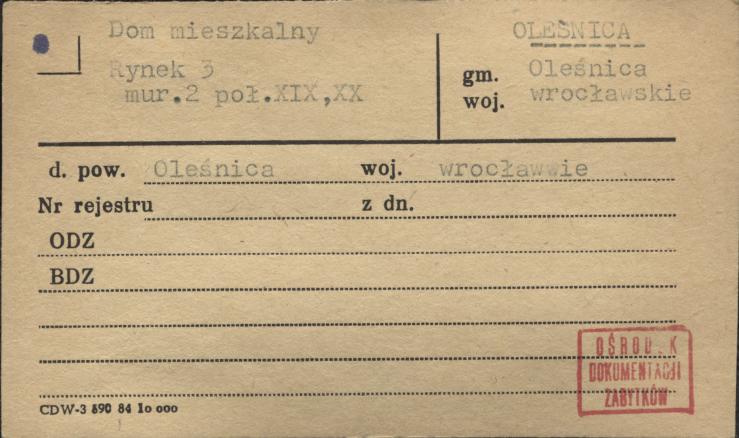 Dom mieszkalny
Rynek 3
mur.2 poł.XIX,XX
OLEŚNICA
gm. Oleśnica
woj. wrocławskie
d. pow. Oleśnica woj. wrocławwie
Nr rejestru z dn.
ODZ
BDZ
OŚRODEK
DOKUMENTACJI
ZABYTKÓW
CDW-3 890 84 10 000